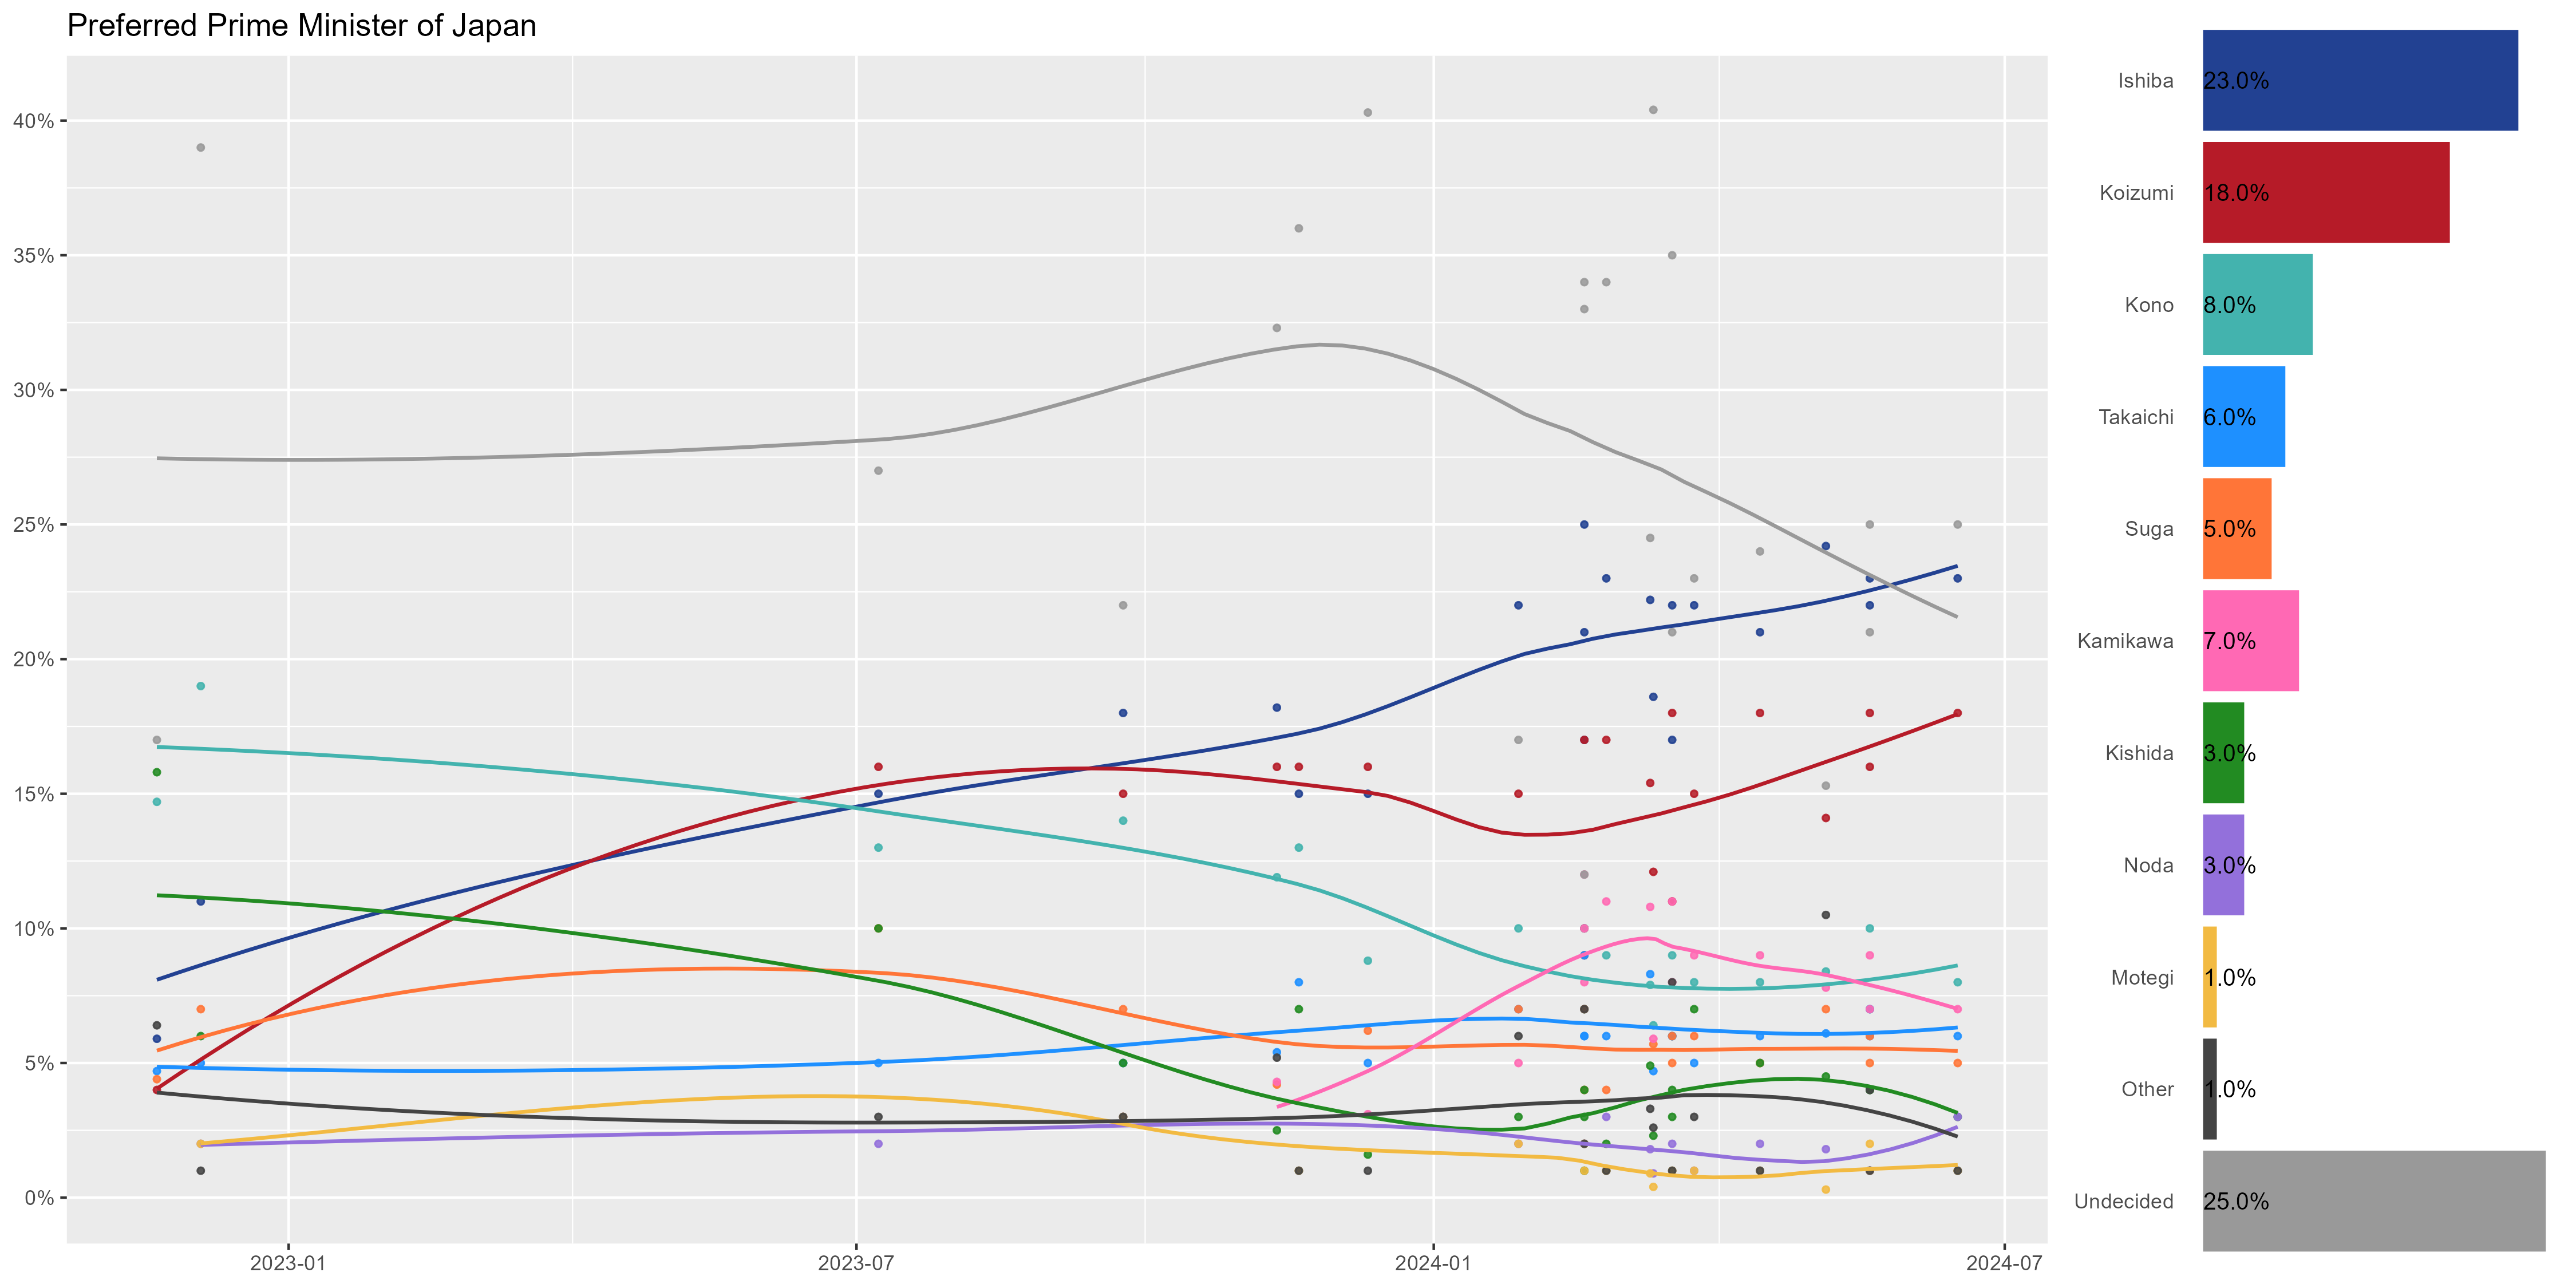 Preferred Prime Minister of Japan
40%
35%
30%
25%
20%
15%
10%
5%
0%
2023-01
2023-07
2024-01
2024-07
Ishiba 23.0%
Koizumi 18.0%
Kono 8.0%
Takaichi 6.0%
Suga 5.0%
Kamikawa 7.0%
Kishida 3.0%
Noda 3.0%
Motegi 1.0%
Other 1.0%
Undecided 25.0%